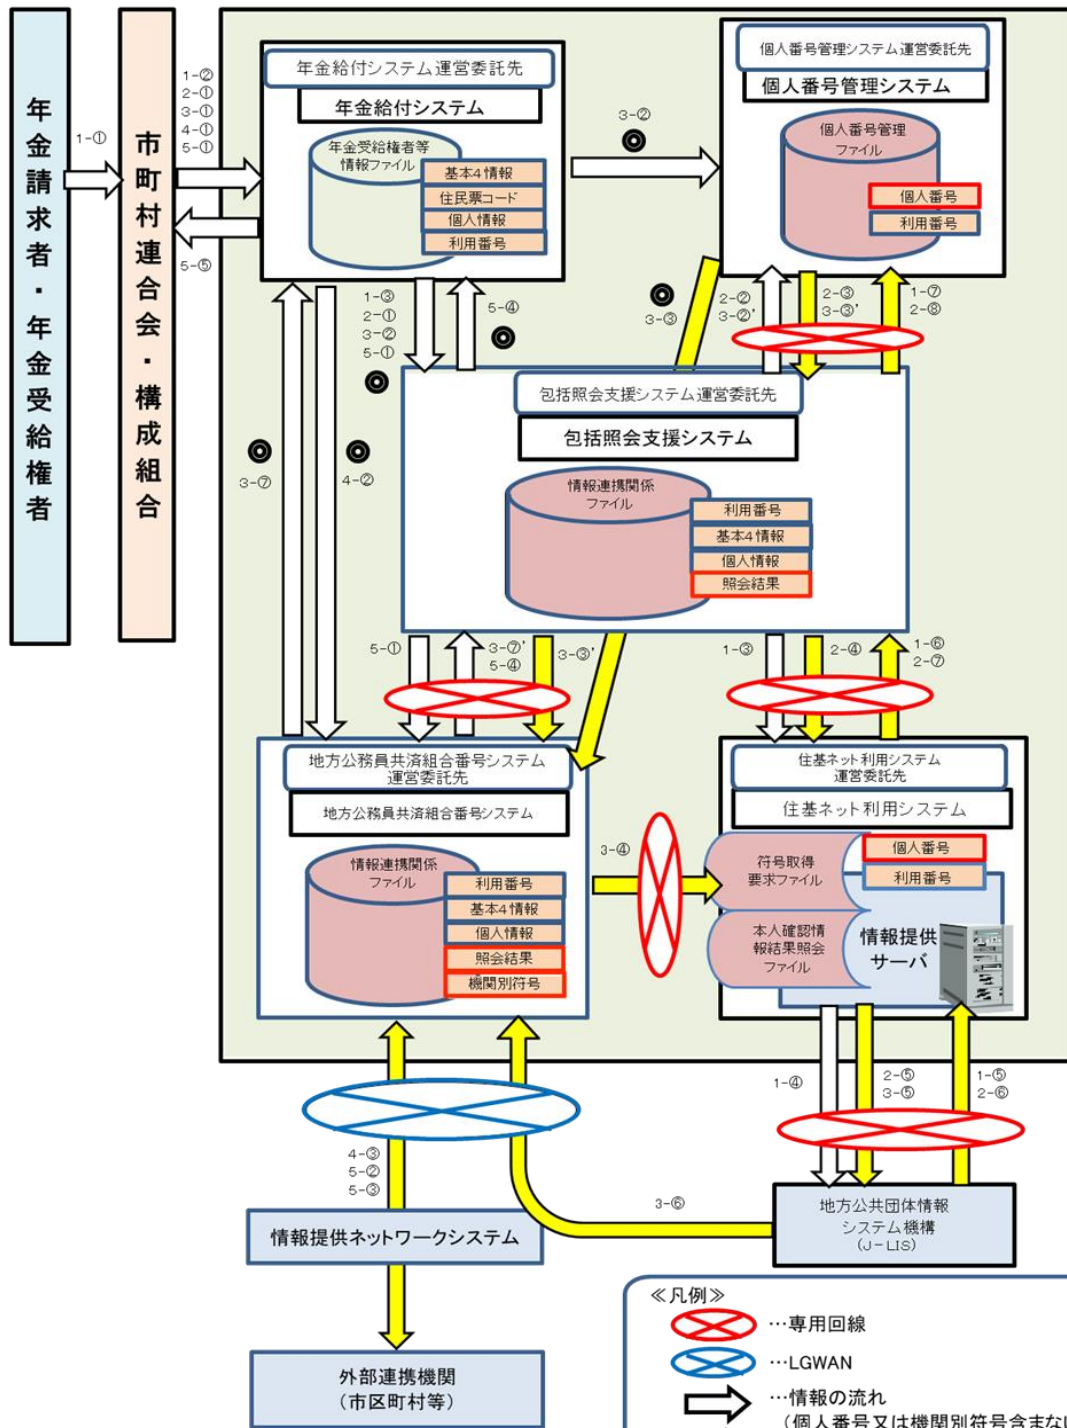 年金請求者・年金受給権者
1-①
市町村連合会・構成組合
1-②
2-①
3-①
4-①
5-①
5-⑤
年金給付システム運営委託先
年金給付システム
年金受給権者等
情報ファイル
基本4情報
住民票コード
個人情報
利用番号
3-②
個人番号管理システム運営委託先
個人番号管理システム
個人番号管理
ファイル
個人番号
利用番号
1-③
2-①
3-②
5-①
5-④
3-③
2-②
3-②'
2-③
3-③'
1-⑦
2-⑧
包括照会支援システム運営委託先
包括照会支援システム
情報連携関係
ファイル
利用番号
基本4情報
個人情報
照会結果
3-⑦
4-②
5-①
3-⑦'
5-④
3-③'
1-③
2-④
1-⑥
2-⑦
地方公務員共済組合番号システム
運営委託先
地方公務員共済組合番号システム
情報連携関係
ファイル
利用番号
基本4情報
個人情報
照会結果
機関別符号
3-④
住基ネット利用システム
運営委託先
住基ネット利用システム
符号取得
要求ファイル
個人番号
利用番号
本人確認情
報結果照会
ファイル
情報提供
サーバ
1-④
2-⑤
3-⑤
1-⑤
2-⑥
4-③
5-②
5-③
3-⑥
情報提供ネットワークシステム
地方公共団体情報
システム機構
(J-LIS)
外部連携機関
(市区町村等)
≪凡例≫
…専用回線
…LGWAN
…情報の流れ
(個人番号又は機関別符号含まな